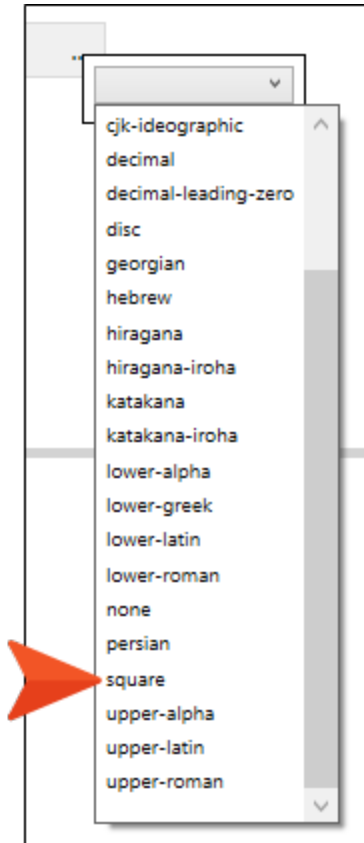 ...
cjk-ideographic
decimal
decimal-leading-zero
disc
georgian
hebrew
hiragana
hiragana-iroha
katakana
katakana-iroha
lower-alpha
lower-greek
lower-latin
lower-roman
none
persian
square
upper-alpha
upper-latin
upper-roman